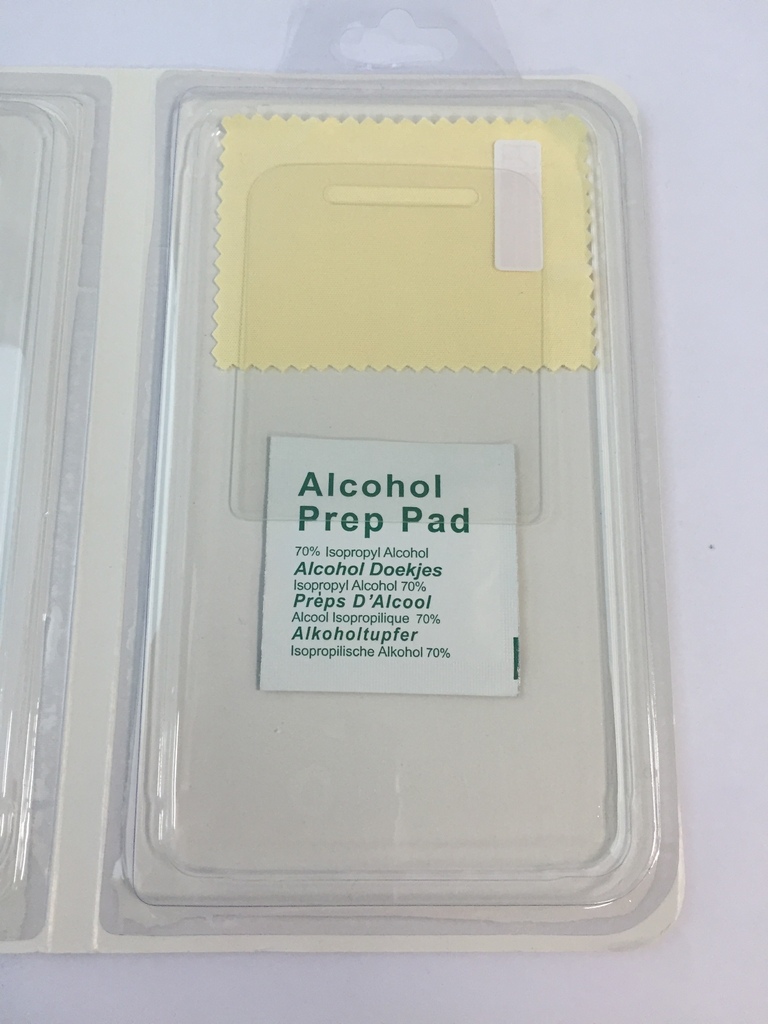 Alcohol
Prep Pad
70% Isopropyl Alcohol
Alcohol Doekjes
Isopropyl Alcohol 70%
Prèps D'Alcool
Alcool Isopropilique 70%
Alkoholtupfer
Isopropilische Alkohol 70%